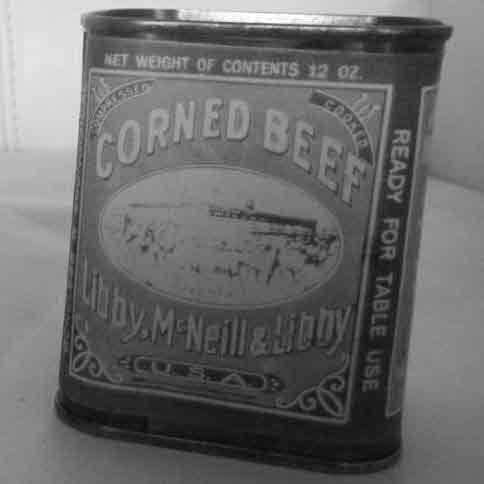 NET WEIGHT OF CONTENTS 12 OZ.
COMPRESSED
COOKED
CORNED BEEF
Libby, McNeill & Libby
U.S.A.
READY FOR TABLE USE